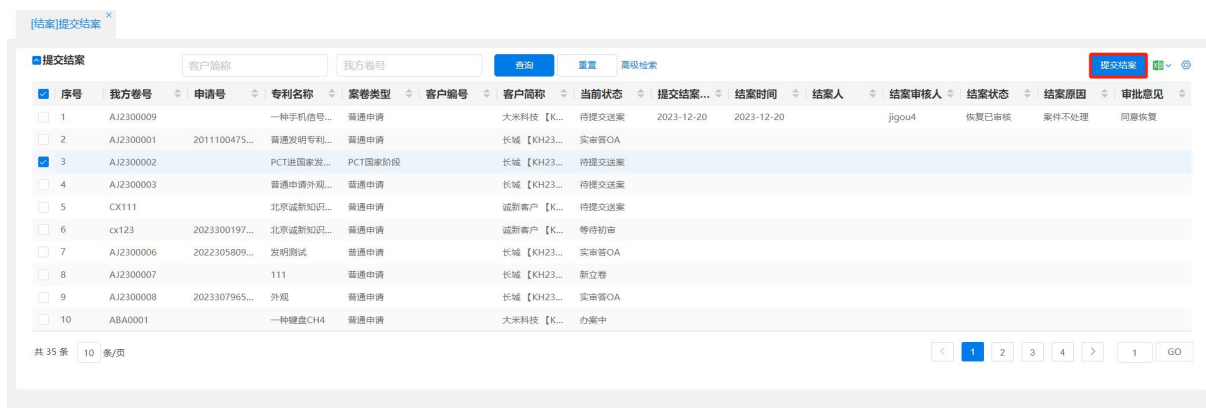 [结案]提交结案 ×
提交结案 客户简称 我方卷号 查询 重置 高级检索 提交结案
序号 我方卷号 申请号 专利名称 案卷类型 客户编号 客户简称 当前状态 提交结案... 结案时间 结案人 结案审核人 结案状态 结案原因 审批意见
1 AJ2300009 一种手机信号... 普通申请 大米科技【K... 待提交送案 2023-12-20 2023-12-20 jigou4 恢复已审核 案件不处理 同意恢复
2 AJ2300001 2011100475... 普通发明专利... 普通申请 长城【KH23... 实审答OA
3 AJ2300002 PCT进国家发... PCT国家阶段 长城【KH23... 待提交送案
4 AJ2300003 普通申请外观... 普通申请 长城【KH23... 待提交送案
5 CX111 北京诚新知识... 普通申请 诚新客户【K... 待提交送案
6 cx123 2023300197... 北京诚新知识... 普通申请 诚新客户【K... 等待初审
7 AJ2300006 2022305809... 发明测试 普通申请 长城【KH23... 实审答OA
8 AJ2300007 111 普通申请 长城【KH23... 新立卷
9 AJ2300008 2023307965... 外观 普通申请 长城【KH23... 实审答OA
10 ABA0001 一种键盘CH4 普通申请 大米科技【K... 办案中
共 35 条 10 条/页 < 1 2 3 4 > 1 GO